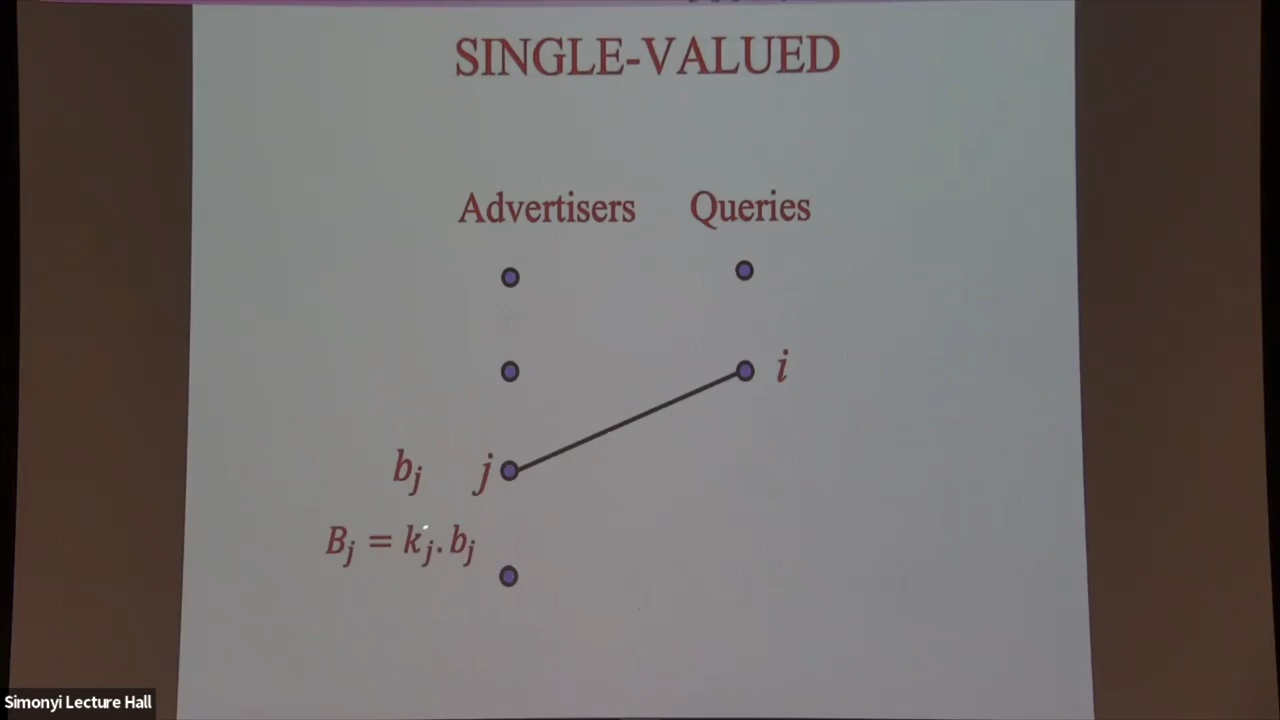 SINGLE-VALUED
Advertisers Queries
i
b_j j
B_j = k_j . b_j
Simonyi Lecture Hall